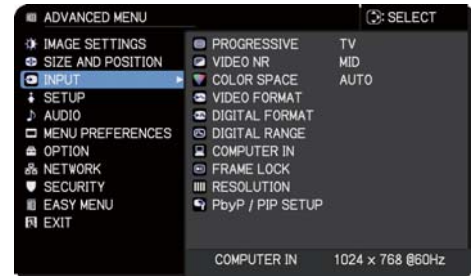 ADVANCED MENU SELECT
IMAGE SETTINGS PROGRESSIVE TV
SIZE AND POSITION VIDEO NR MID
INPUT COLOR SPACE AUTO
SETUP VIDEO FORMAT
AUDIO DIGITAL FORMAT
MENU PREFERENCES DIGITAL RANGE
OPTION COMPUTER IN
NETWORK FRAME LOCK
SECURITY RESOLUTION
EASY MENU PbyP / PIP SETUP
EXIT
COMPUTER IN 1024 x 768 @60Hz